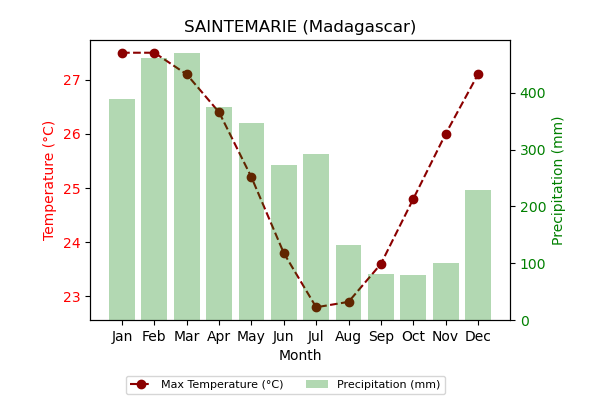 SAINTEMARIE (Madagascar)
Temperature (°C)
27
26
25
24
23
400
300
200
100
0
Precipitation (mm)
Jan Feb Mar Apr May Jun Jul Aug Sep Oct Nov Dec
Month
Max Temperature (°C) Precipitation (mm)